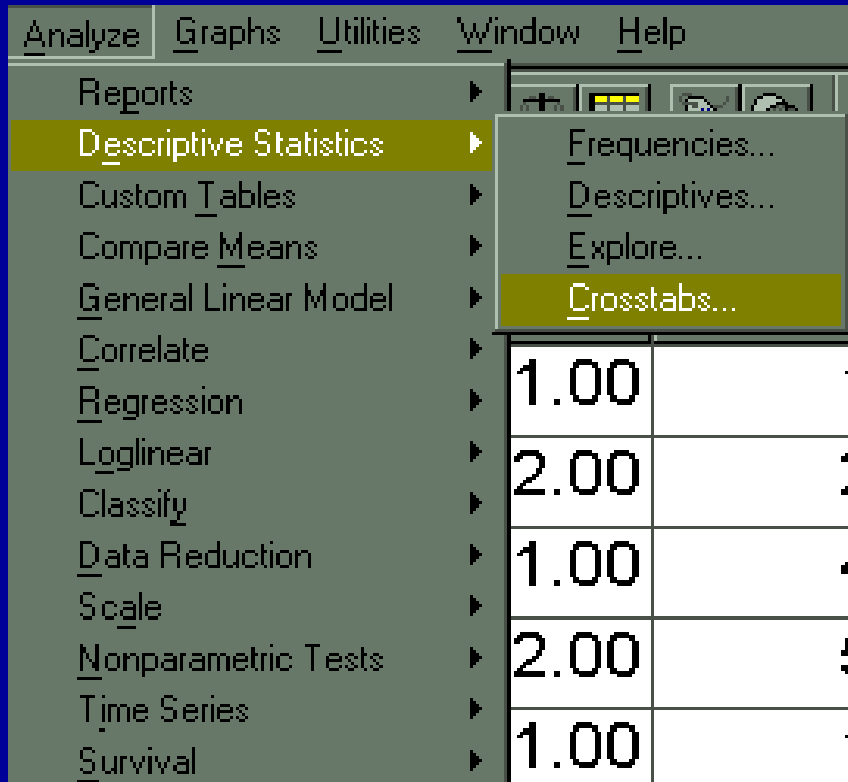 Analyze Graphs Utilities Window Help
Reports
Descriptive Statistics
Custom Tables
Compare Means
General Linear Model
Correlate
Regression
Loglinear
Classify
Data Reduction
Scale
Nonparametric Tests
Time Series
Survival
Frequencies...
Descriptives...
Explore...
Crosstabs...
1.00
2.00
1.00
2.00
1.00